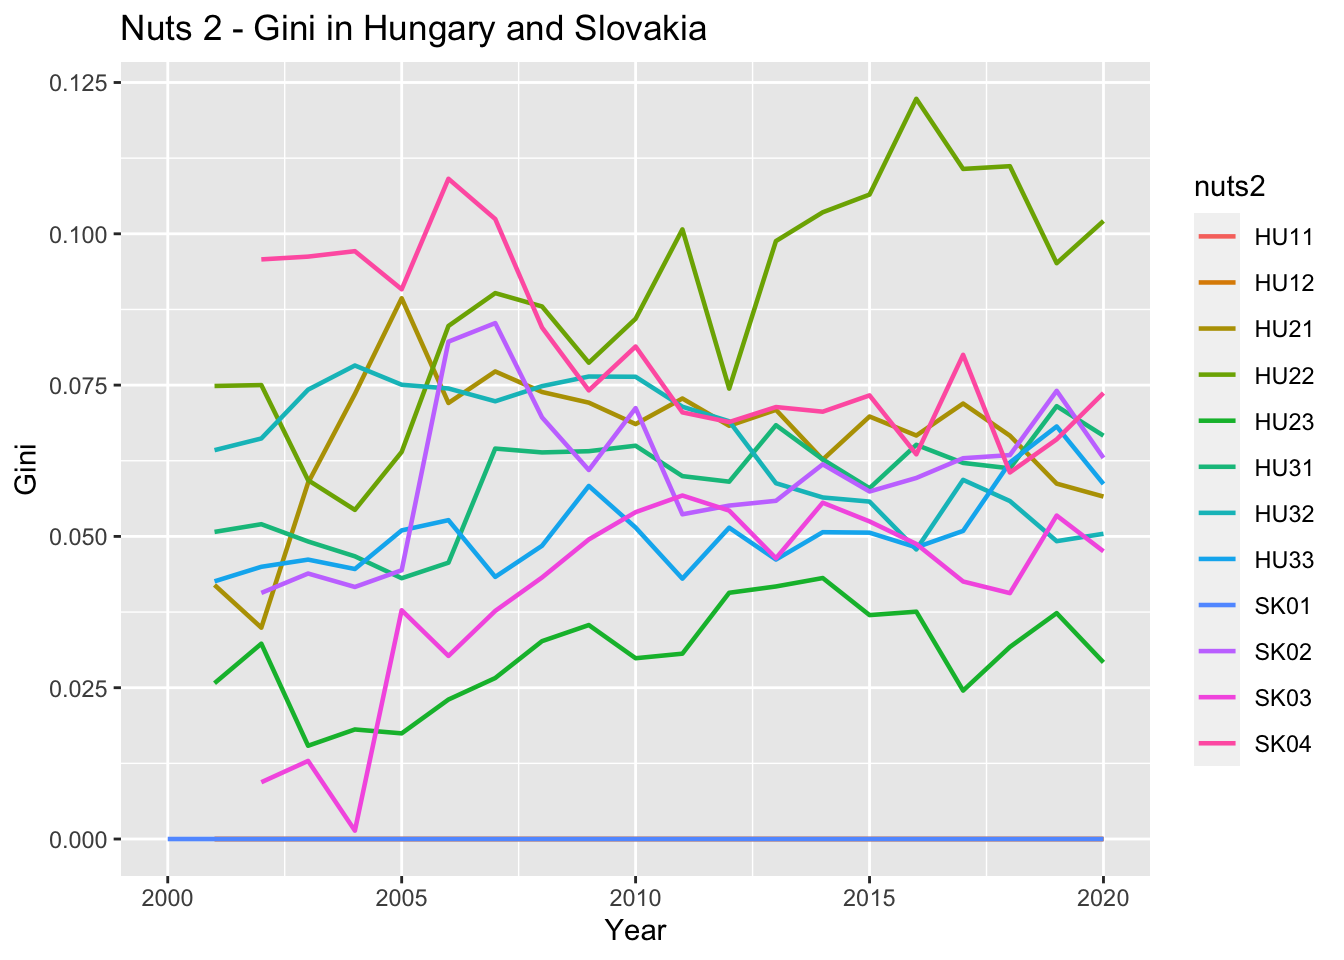 Nuts 2 - Gini in Hungary and Slovakia
0.125
0.100
0.075
0.050
0.025
0.000
Gini
2000 2005 2010 2015 2020
Year
nuts2
HU11
HU12
HU21
HU22
HU23
HU31
HU32
HU33
SK01
SK02
SK03
SK04